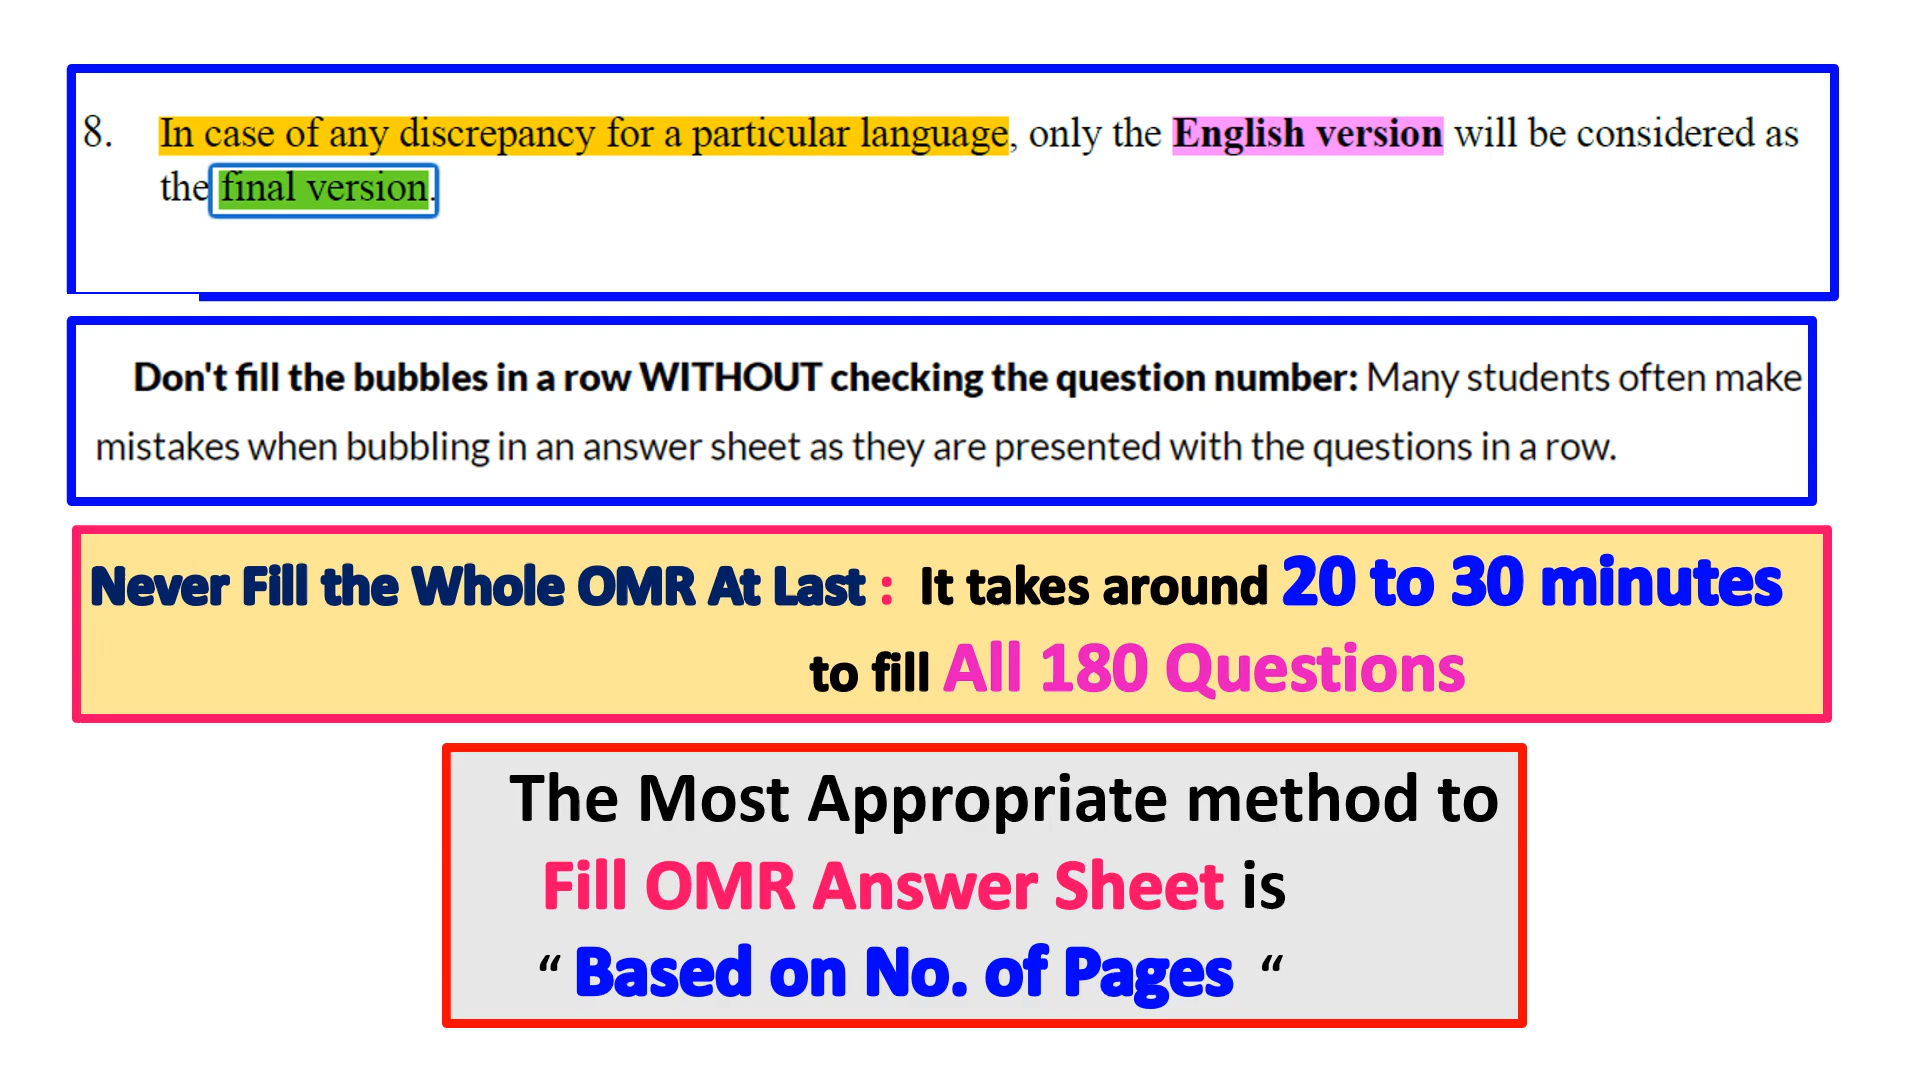 8. In case of any discrepancy for a particular language, only the English version will be considered as
the final version.
Don't fill the bubbles in a row WITHOUT checking the question number: Many students often make
mistakes when bubbling in an answer sheet as they are presented with the questions in a row.
Never Fill the Whole OMR At Last : It takes around 20 to 30 minutes
to fill All 180 Questions
The Most Appropriate method to
Fill OMR Answer Sheet is
“ Based on No. of Pages “